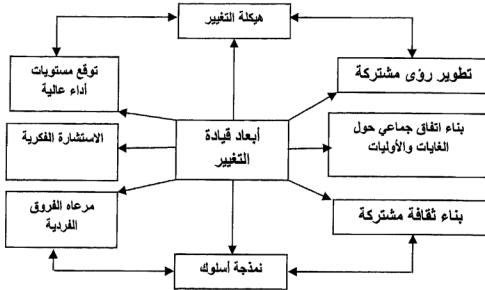 هيكلة التغيير
تطوير رؤى مشتركة
توقع مستويات
أداء عالية
بناء اتفاق جماعي حول
الغايات والأوليات
أبعاد قيادة
التغيير
الاستشارة الفكرية
بناء ثقافة مشتركة
مرعاه الفروق
الفردية
نمذجة أسلوك